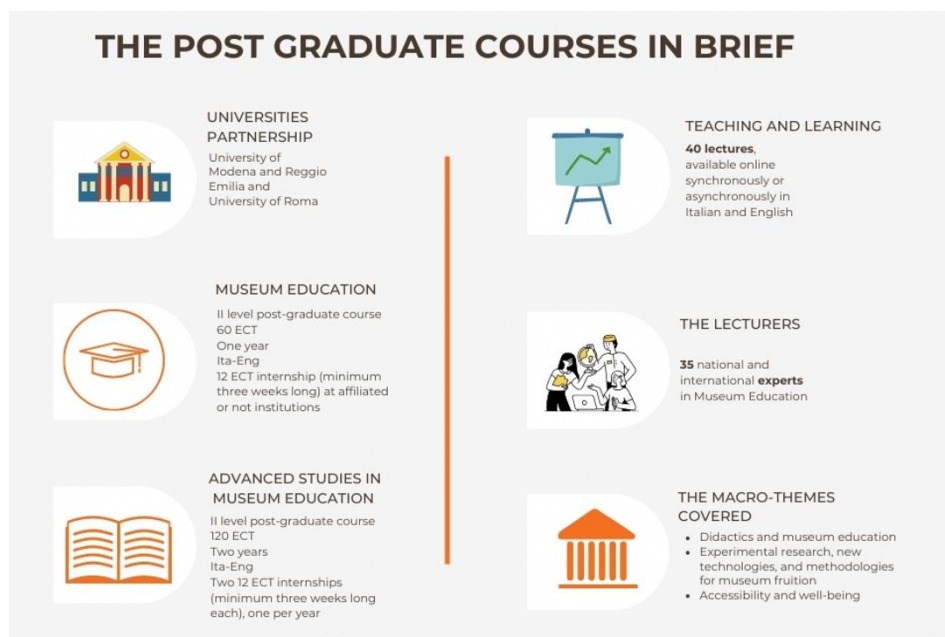 THE POST GRADUATE COURSES IN BRIEF
UNIVERSITIES
PARTNERSHIP
University of
Modena and Reggio
Emilia and
University of Roma
MUSEUM EDUCATION
II level post-graduate course
60 ECT
One year
Ita-Eng
12 ECT internship (minimum
three weeks long) at affiliated
or not institutions
ADVANCED STUDIES IN
MUSEUM EDUCATION
II level post-graduate course
120 ECT
Two years
Ita-Eng
Two 12 ECT internships
(minimum three weeks long
each), one per year
TEACHING AND LEARNING
40 lectures,
available online
synchronously or
asynchronously in
Italian and English
THE LECTURERS
35 national and
international experts
in Museum Education
THE MACRO-THEMES
COVERED
• Didactics and museum education
• Experimental research, new
technologies, and methodologies
for museum fruition
• Accessibility and well-being